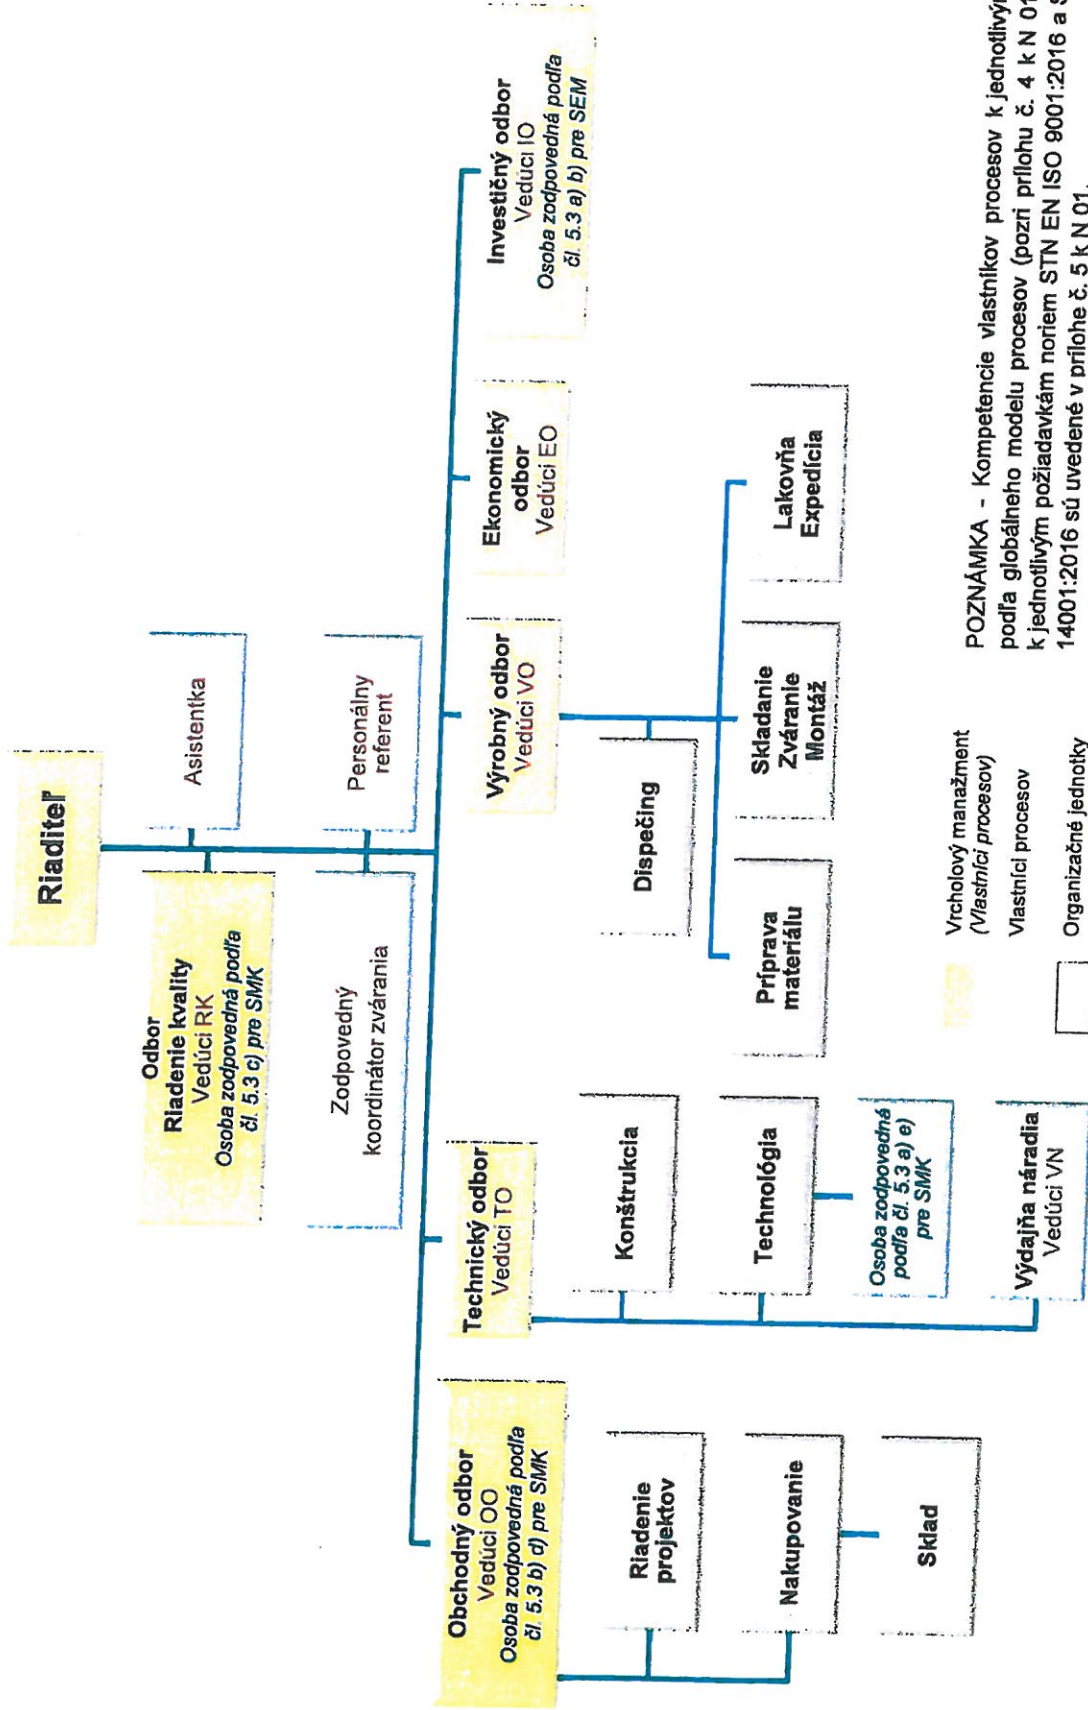 Riaditeľ
Asistentka
Odbor
Riadenie kvality
Vedúci RK
Osoba zodpovedná podľa
čl. 5.3 c) pre SMK
Personálny
referent
Zodpovedný
koordinátor zvárania
Obchodný odbor
Vedúci OO
Osoba zodpovedná podľa
čl. 5.3 b) d) pre SMK
Technický odbor
Vedúci TO
Výrobný odbor
Vedúci VO
Ekonomický
odbor
Vedúci EO
Investičný odbor
Vedúci IO
Osoba zodpovedná podľa
čl. 5.3 a) b) pre SEM
Riadenie
projektov
Nakupovanie
Sklad
Konštrukcia
Technológia
Osoba zodpovedná
podľa čl. 5.3 a) e)
pre SMK
Výdajňa náradia
Vedúci VN
Dispečing
Príprava
materiálu
Skladanie
Zváranie
Montáž
Lakovňa
Expedícia
Vrcholový manažment
(Vlastníci procesov)
Vlastníci procesov
Organizačné jednotky
POZNÁMKA - Kompetencie vlastníkov procesov k jednotlivým
podľa globálneho modelu procesov (pozri prílohu č. 4 k N 01
k jednotlivým požiadavkám noriem STN EN ISO 9001:2016 a S
14001:2016 sú uvedené v prílohe č. 5 k N 01.